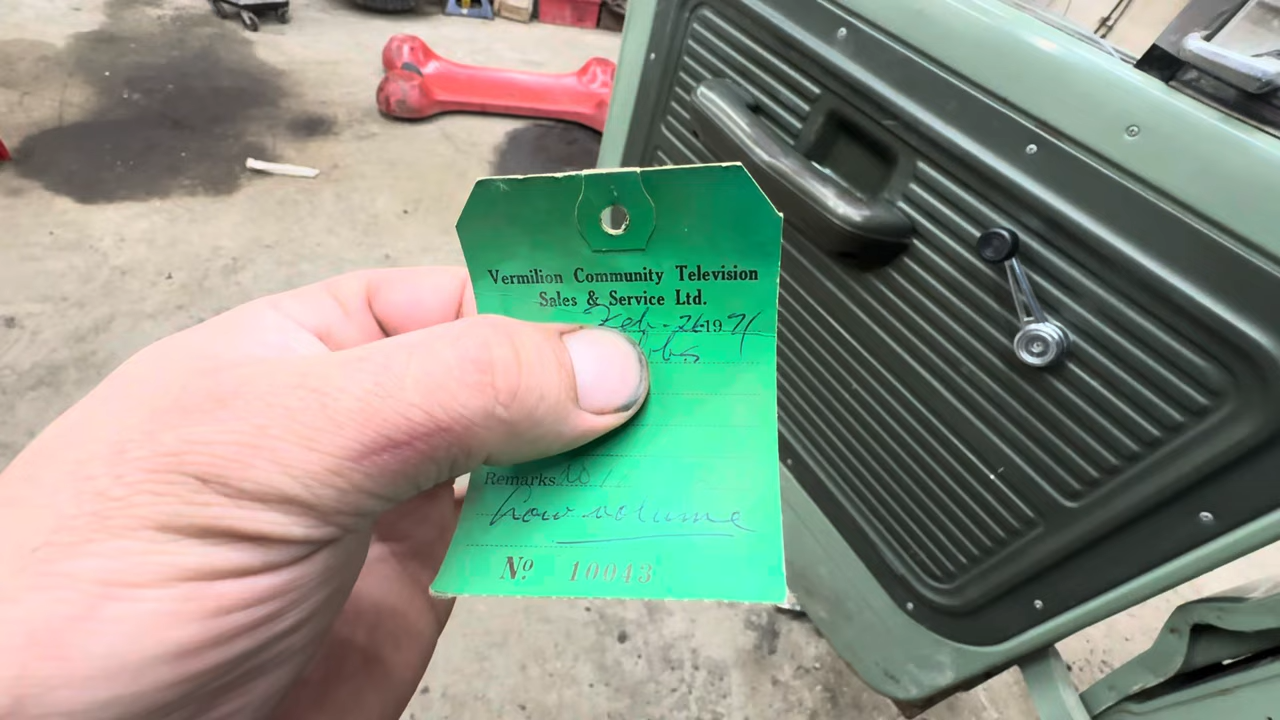 Vermilion Community Television
Sales & Service Ltd.
Feb - 26 1971
Remarks
Low volume
Nº 10043